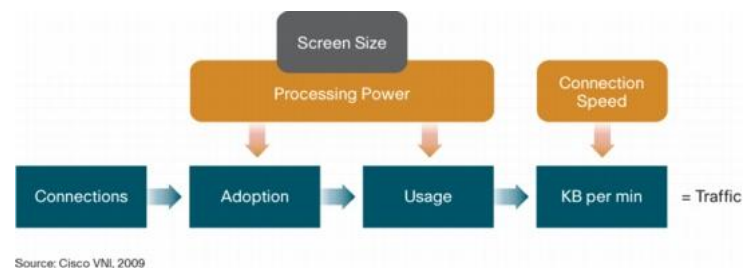 Screen Size
Processing Power
Connection
Speed
Connections
Adoption
Usage
KB per min
= Traffic
Source: Cisco VNI, 2009